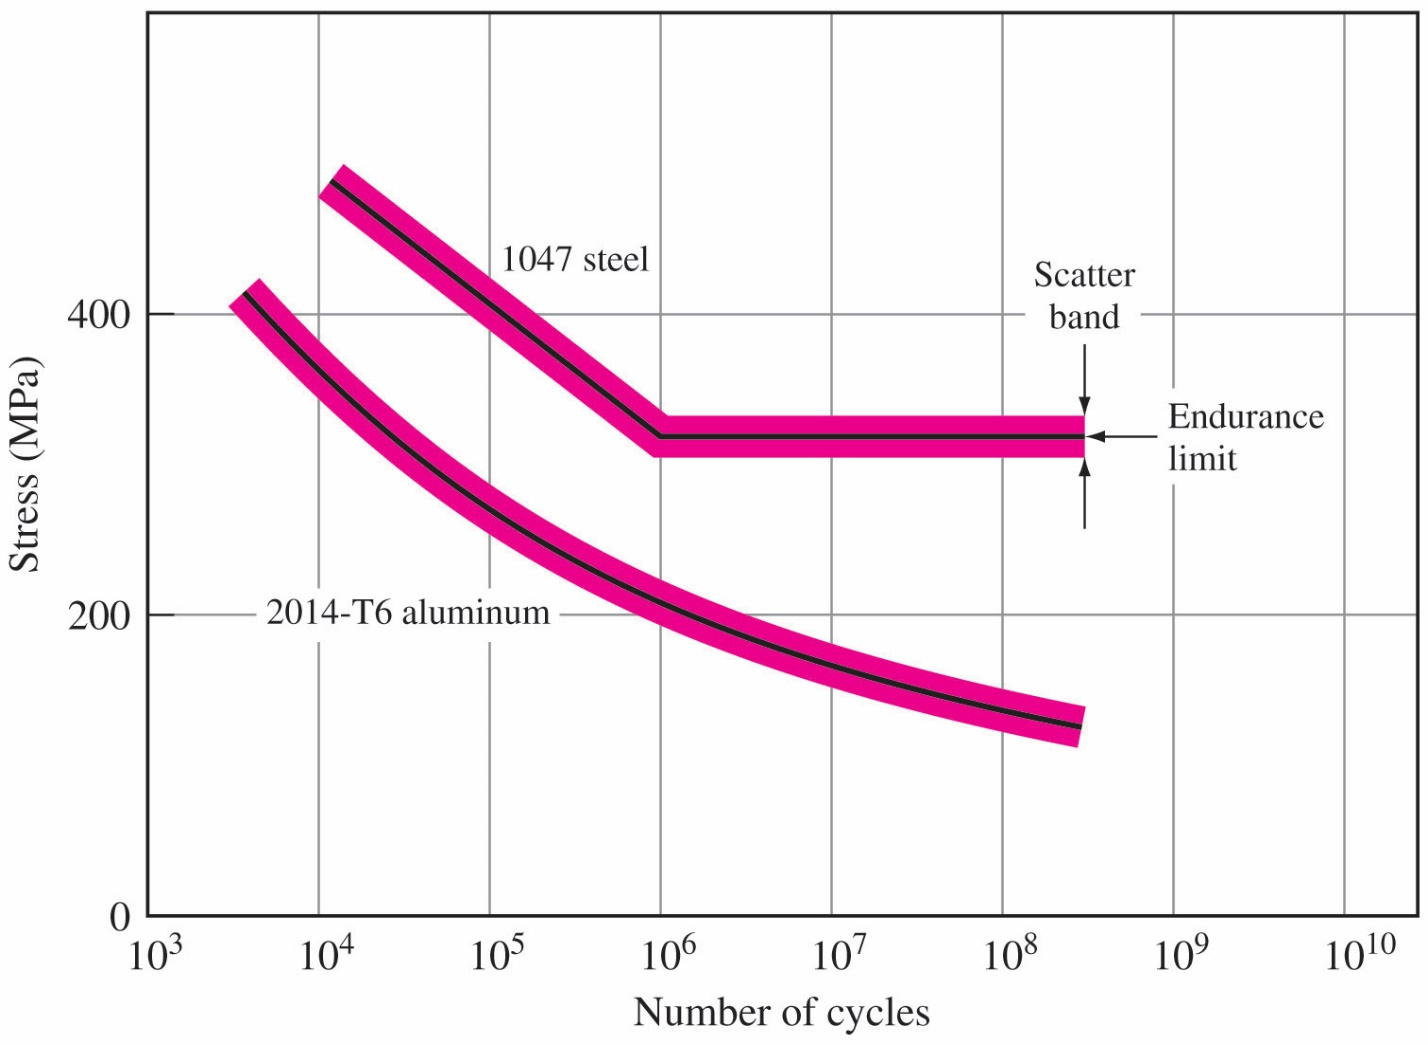 1047 steel
Scatter
band
400
Endurance
limit
Stress (MPa)
2014-T6 aluminum
200
0
10³ 10⁴ 10⁵ 10⁶ 10⁷ 10⁸ 10⁹ 10¹⁰
Number of cycles